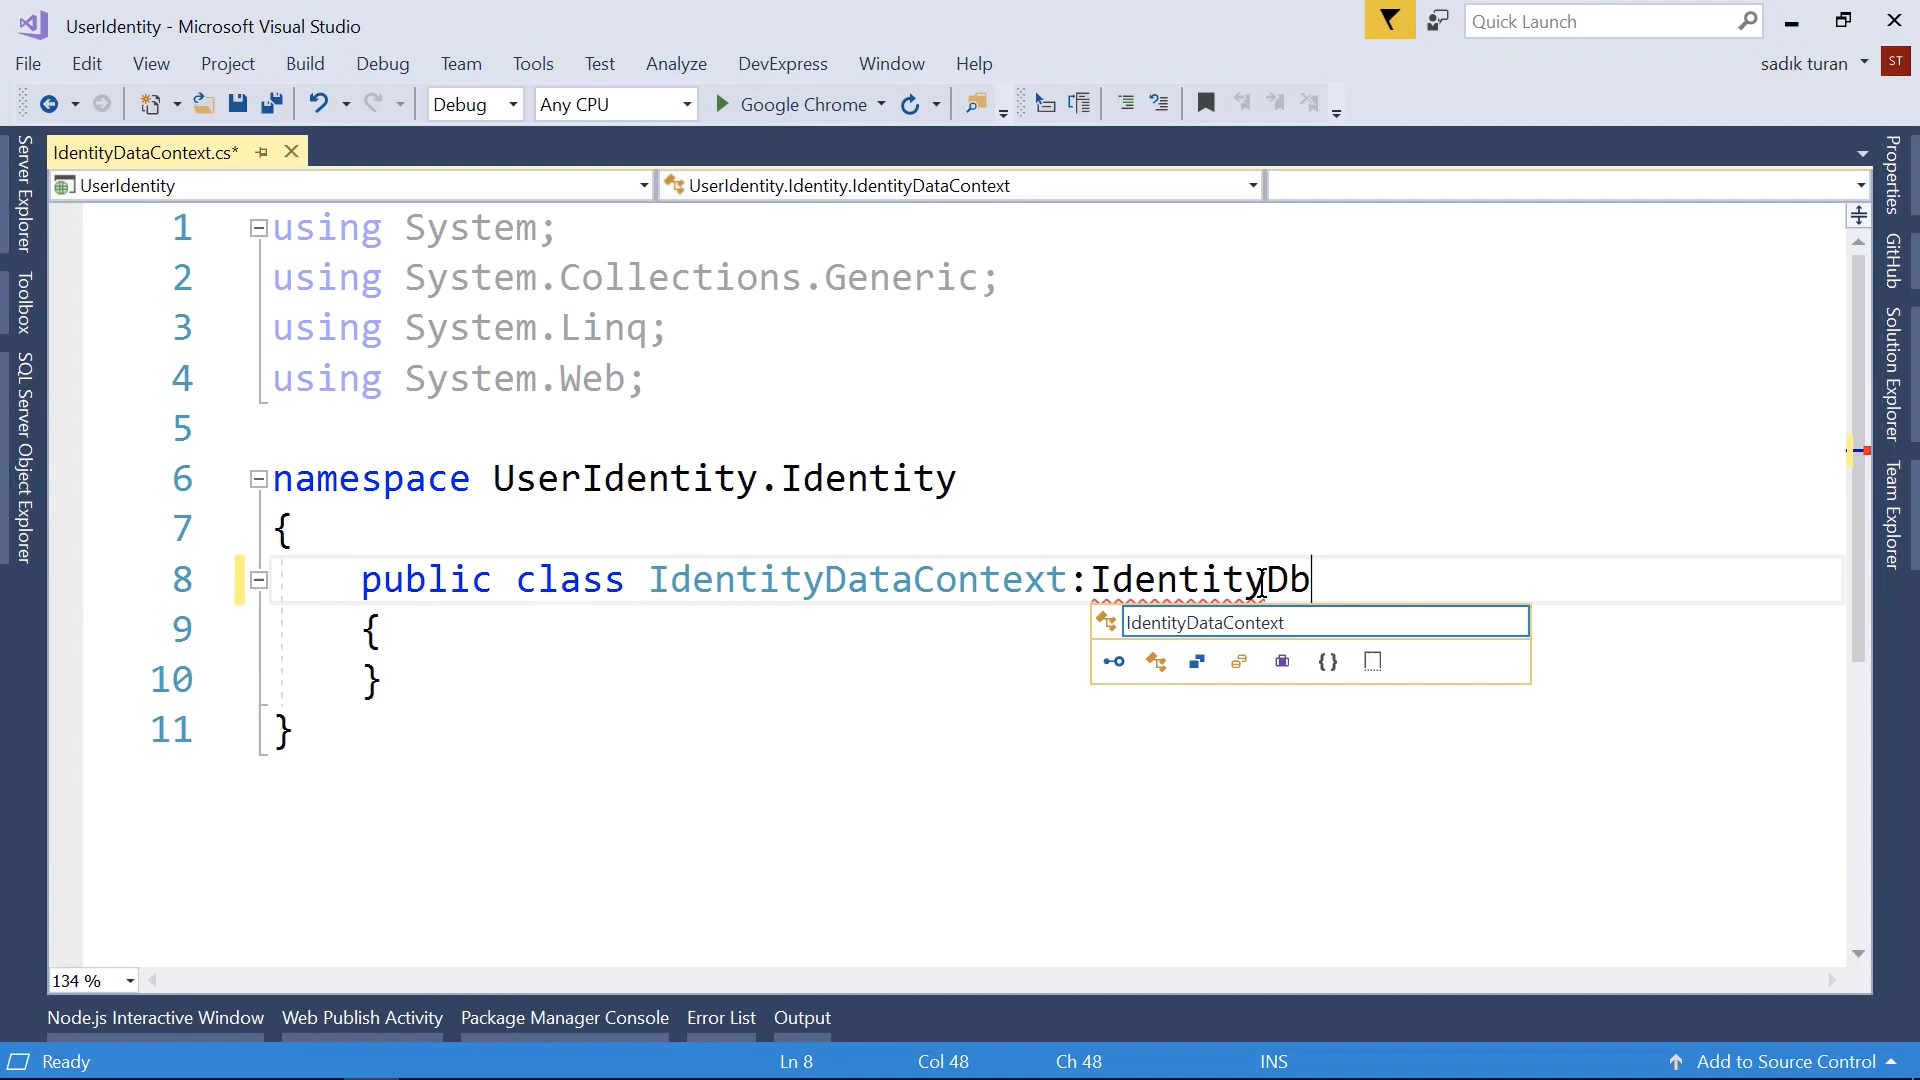 UserIdentity - Microsoft Visual Studio
Quick Launch
File Edit View Project Build Debug Team Tools Test Analyze DevExpress Window Help
sadık turan
ST
Debug
Any CPU
Google Chrome
IdentityDataContext.cs*
UserIdentity
UserIdentity.Identity.IdentityDataContext
1 using System;
2 using System.Collections.Generic;
3 using System.Linq;
4 using System.Web;
5
6 namespace UserIdentity.Identity
7 {
8 public class IdentityDataContext:IdentityDb
IdentityDataContext
{ }
9 {
10 }
11 }
134 %
Server Explorer
Toolbox
SQL Server Object Explorer
Properties
GitHub
Solution Explorer
Team Explorer
Node.js Interactive Window Web Publish Activity Package Manager Console Error List Output
Ready
Ln 8
Col 48
Ch 48
INS
Add to Source Control